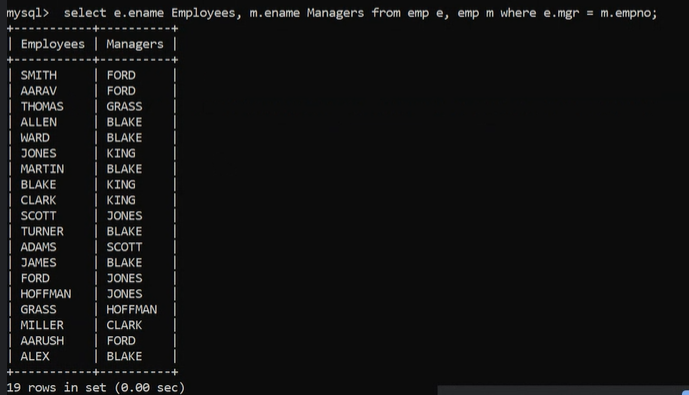 mysql>  select e.ename Employees, m.ename Managers from emp e, emp m where e.mgr = m.empno;
+-----------+----------+
| Employees | Managers |
+-----------+----------+
| SMITH     | FORD     |
| AARAV     | FORD     |
| THOMAS    | GRASS    |
| ALLEN     | BLAKE    |
| WARD      | BLAKE    |
| JONES     | KING     |
| MARTIN    | BLAKE    |
| BLAKE     | KING     |
| CLARK     | KING     |
| SCOTT     | JONES    |
| TURNER    | BLAKE    |
| ADAMS     | SCOTT    |
| JAMES     | BLAKE    |
| FORD      | JONES    |
| HOFFMAN   | JONES    |
| GRASS     | HOFFMAN  |
| MILLER    | CLARK    |
| AARUSH    | FORD     |
| ALEX      | BLAKE    |
+-----------+----------+
19 rows in set (0.00 sec)